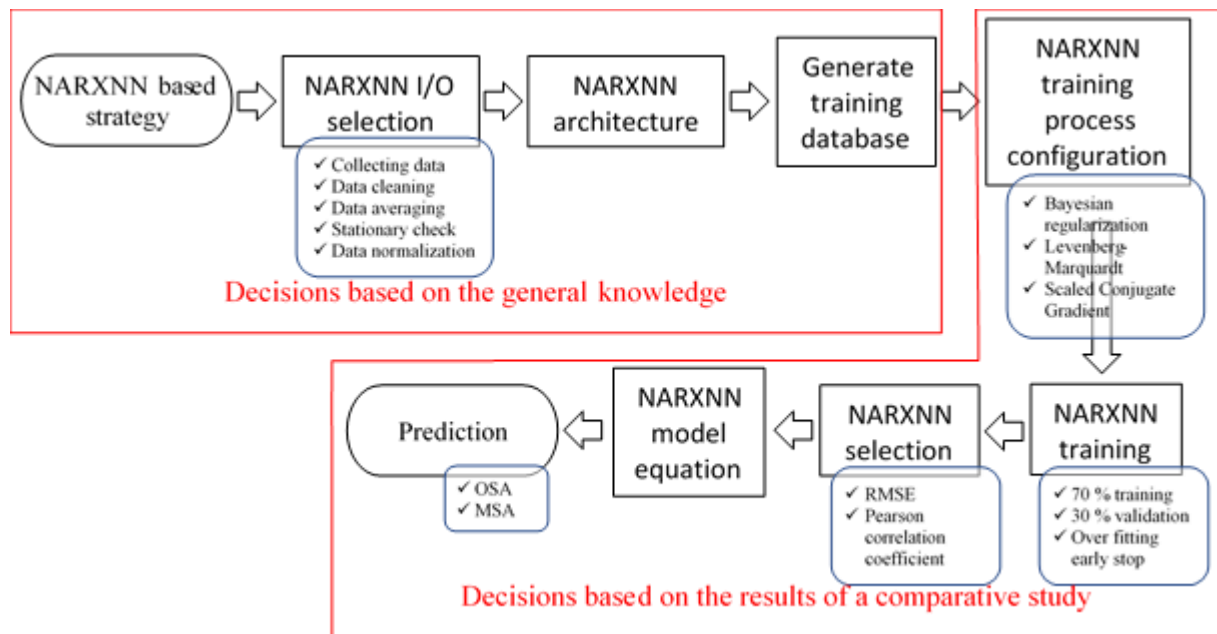 NARXNN based
strategy
NARXNN I/O
selection
✓ Collecting data
✓ Data cleaning
✓ Data averaging
✓ Stationary check
✓ Data normalization
NARXNN
architecture
Generate
training
database
NARXNN
training
process
configuration
✓ Bayesian
regularization
✓ Levenberg-
Marquardt
✓ Scaled Conjugate
Gradient
Decisions based on the general knowledge
NARXNN
training
✓ 70 % training
✓ 30 % validation
✓ Over fitting
early stop
NARXNN
selection
✓ RMSE
✓ Pearson
correlation
coefficient
NARXNN
model
equation
Prediction
✓ OSA
✓ MSA
Decisions based on the results of a comparative study